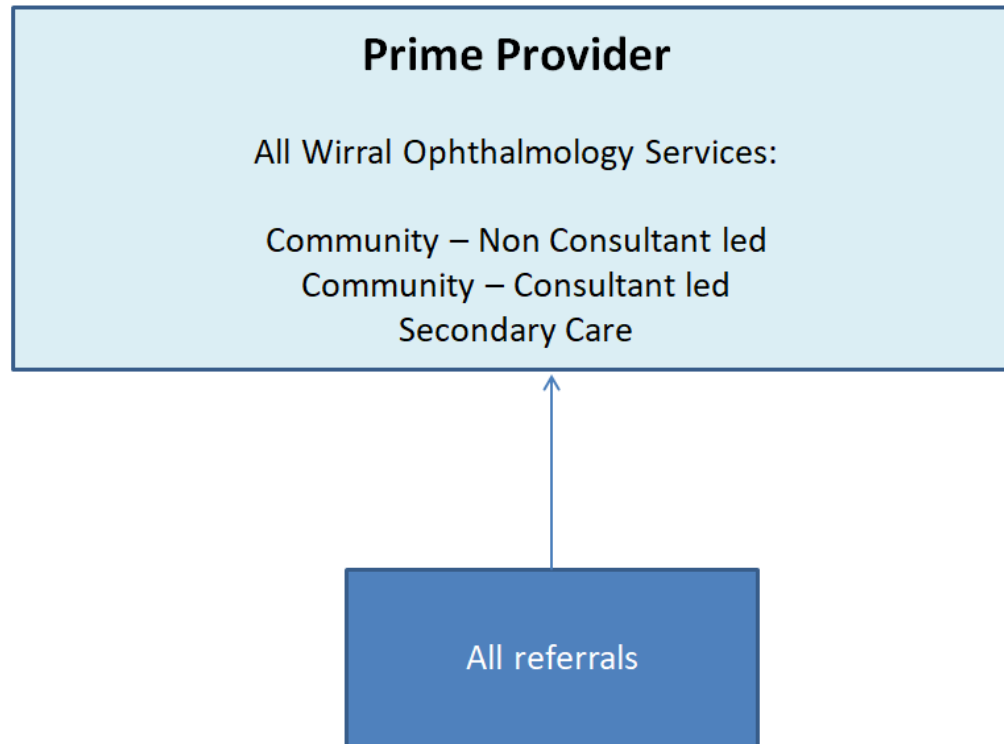 Prime Provider
All Wirral Ophthalmology Services:
Community – Non Consultant led
Community – Consultant led
Secondary Care
All referrals